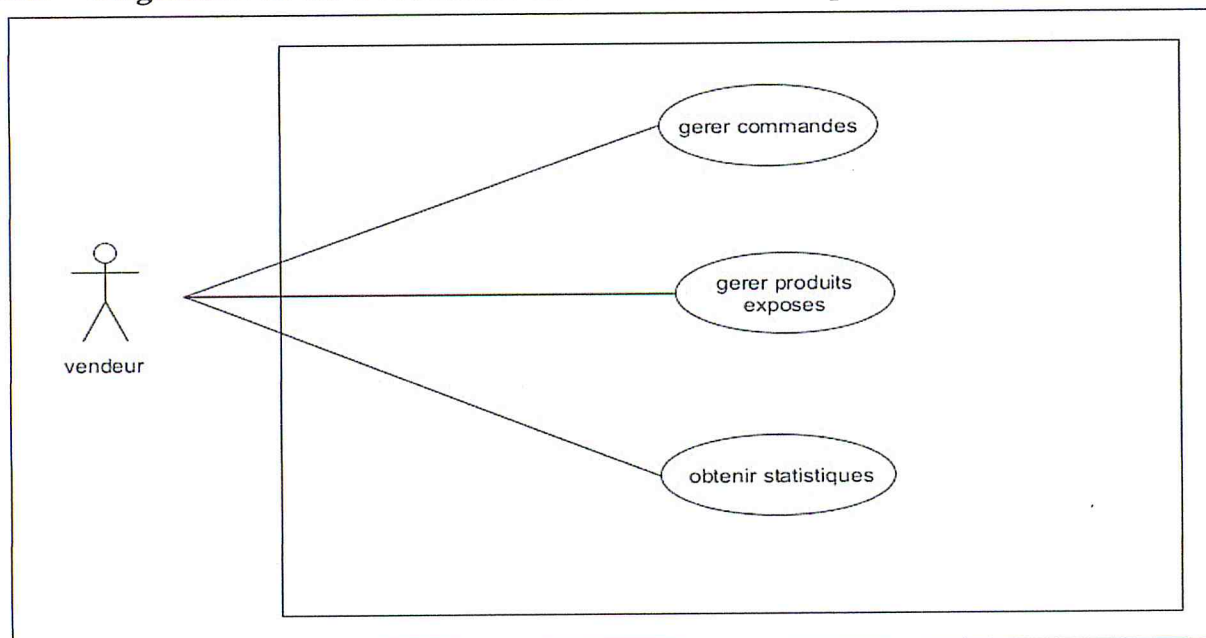 gerer commandes
gerer produits
exposes
vendeur
obtenir statistiques